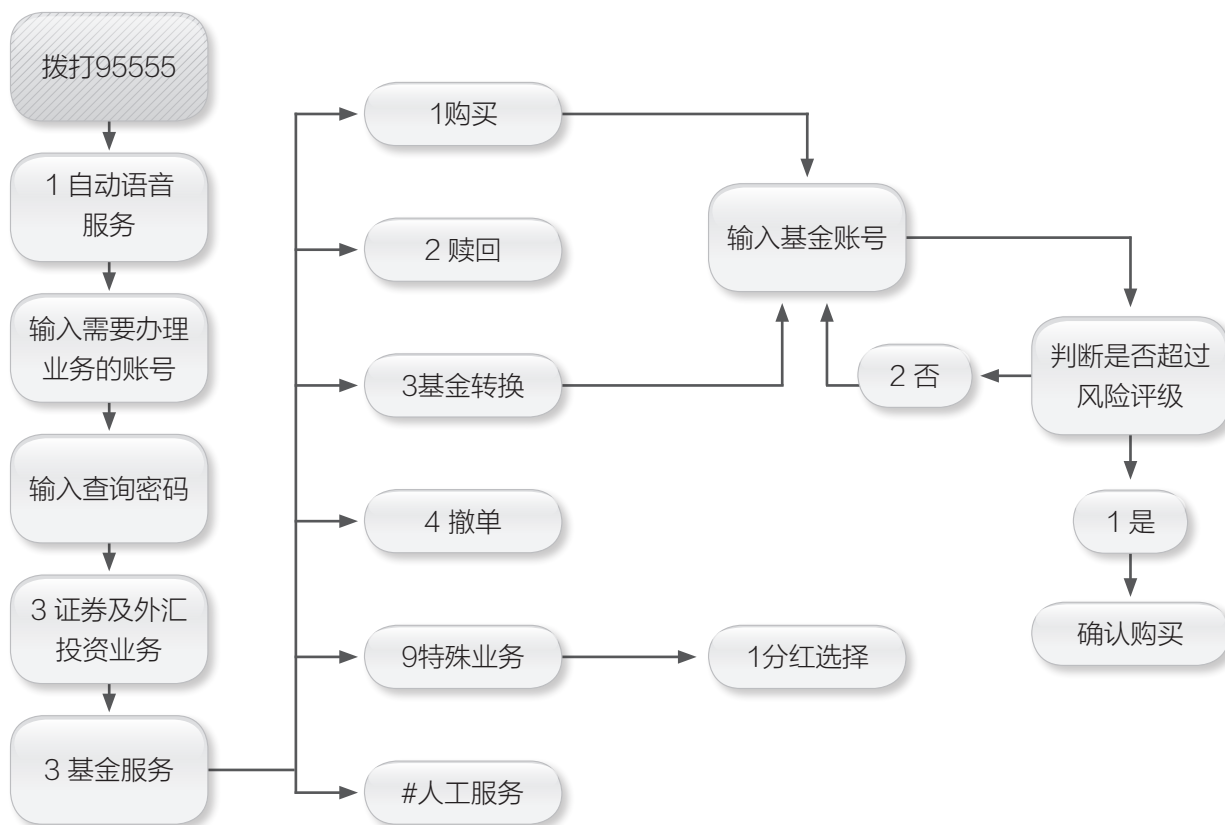 拨打95555
1 自动语音
服务
输入需要办理
业务的账号
输入查询密码
3 证券及外汇
投资业务
3 基金服务
1购买
2 赎回
3基金转换
4 撤单
9特殊业务
#人工服务
输入基金账号
1分红选择
判断是否超过
风险评级
2 否
1 是
确认购买